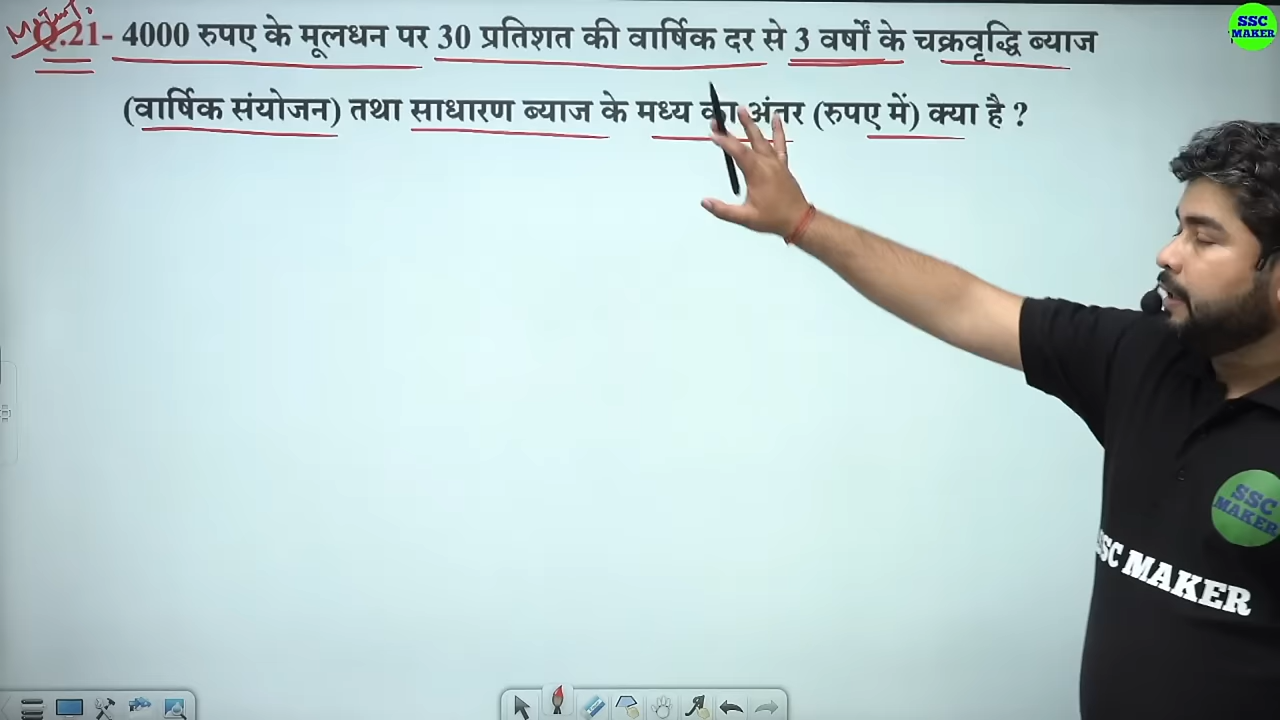 Q.21- 4000 रुपए के मूलधन पर 30 प्रतिशत की वार्षिक दर से 3 वर्षों के चक्रवृद्धि ब्याज
(वार्षिक संयोजन) तथा साधारण ब्याज के मध्य का अंतर (रुपए में) क्या है ?
SSC
MAKER
SSC
MAKER
SSC MAKER